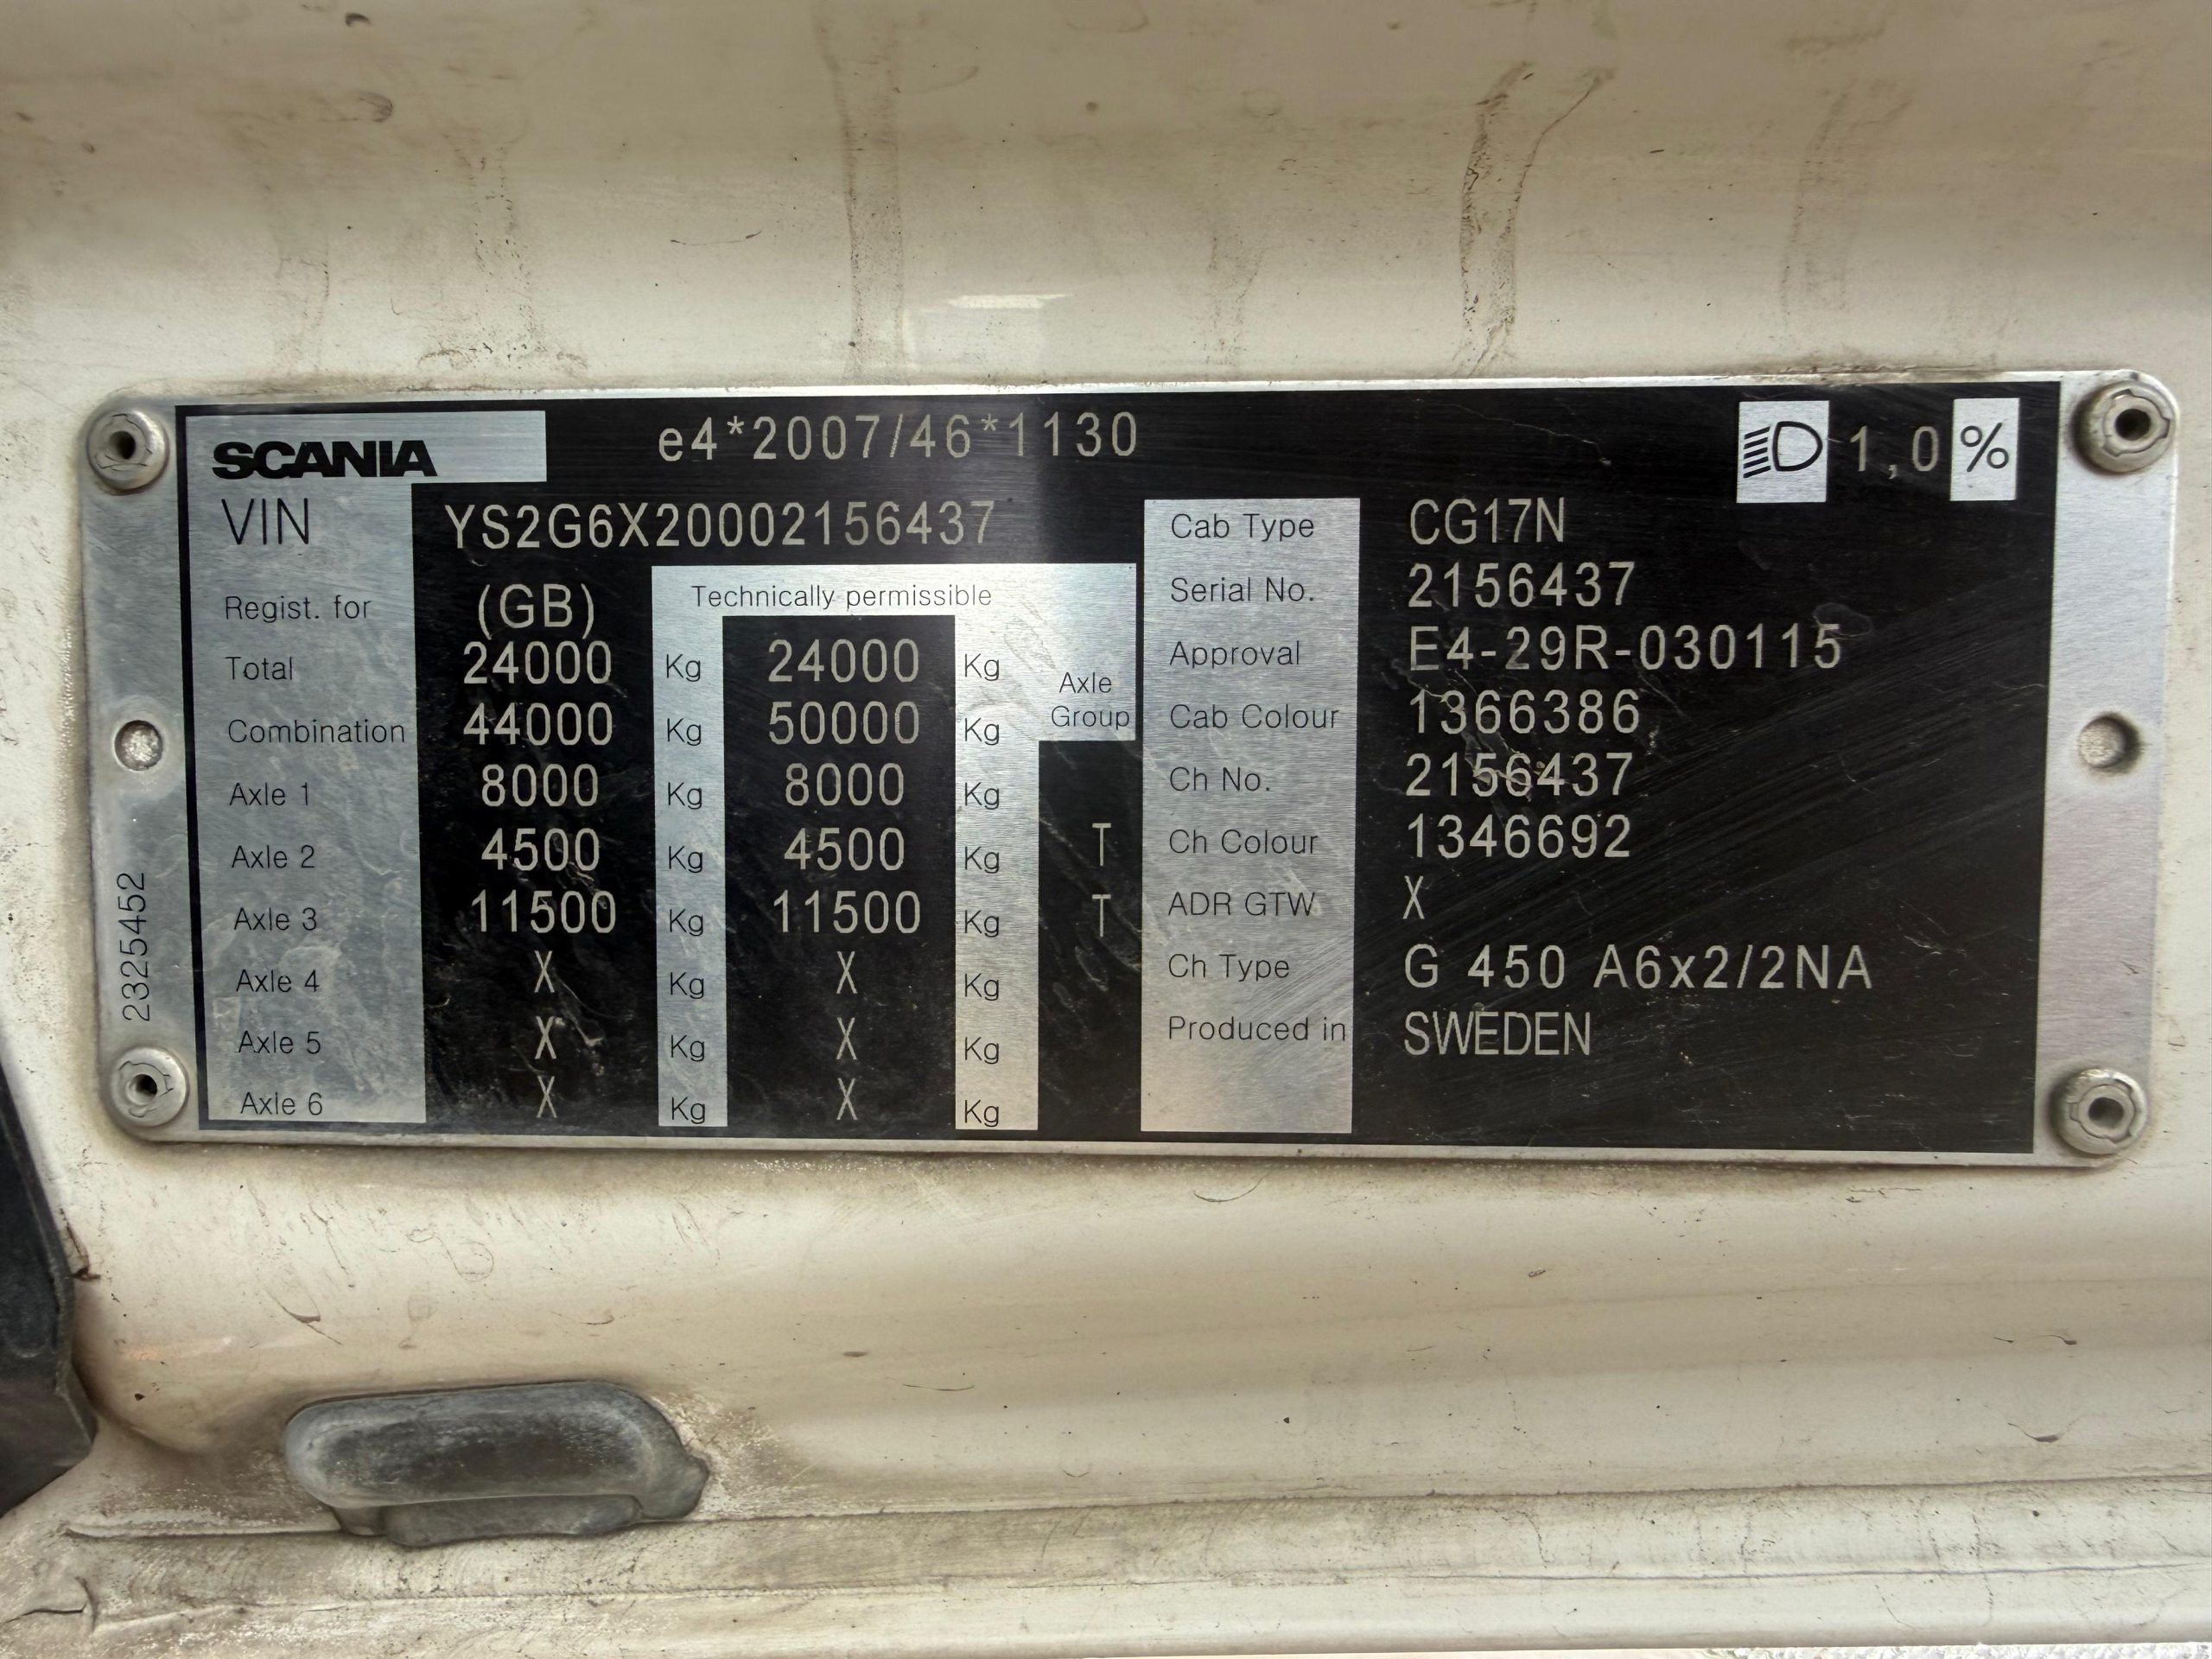 SCANIA e4*2007/46*1130 1,0 %
VIN YS2G6X20002156437
Regist. for (GB)
Technically permissible
Total 24000 Kg 24000 Kg
Combination 44000 Kg 50000 Kg
Axle Group
Axle 1 8000 Kg 8000 Kg
Axle 2 4500 Kg 4500 Kg T
Axle 3 11500 Kg 11500 Kg T
Axle 4 X Kg X Kg
Axle 5 X Kg X Kg
Axle 6 X Kg X Kg
Cab Type CG17N
Serial No. 2156437
Approval E4-29R-030115
Cab Colour 1366386
Ch No. 2156437
Ch Colour 1346692
ADR GTW X
Ch Type G 450 A6x2/2NA
Produced in SWEDEN
2325452